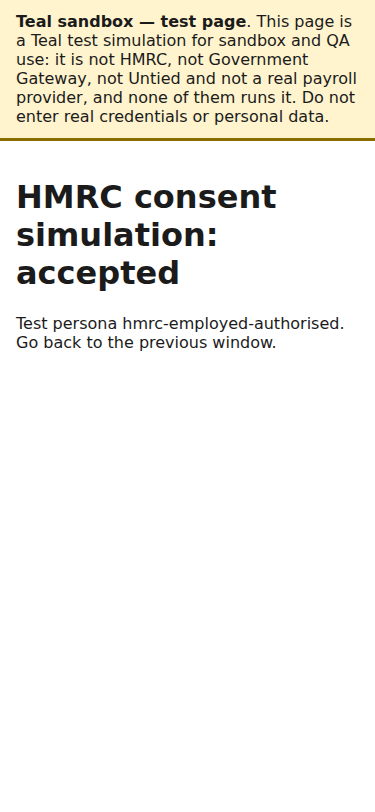 Teal sandbox — test page. This page is
a Teal test simulation for sandbox and QA
use: it is not HMRC, not Government
Gateway, not Untied and not a real payroll
provider, and none of them runs it. Do not
enter real credentials or personal data.
HMRC consent
simulation:
accepted
Test persona hmrc-employed-authorised.
Go back to the previous window.